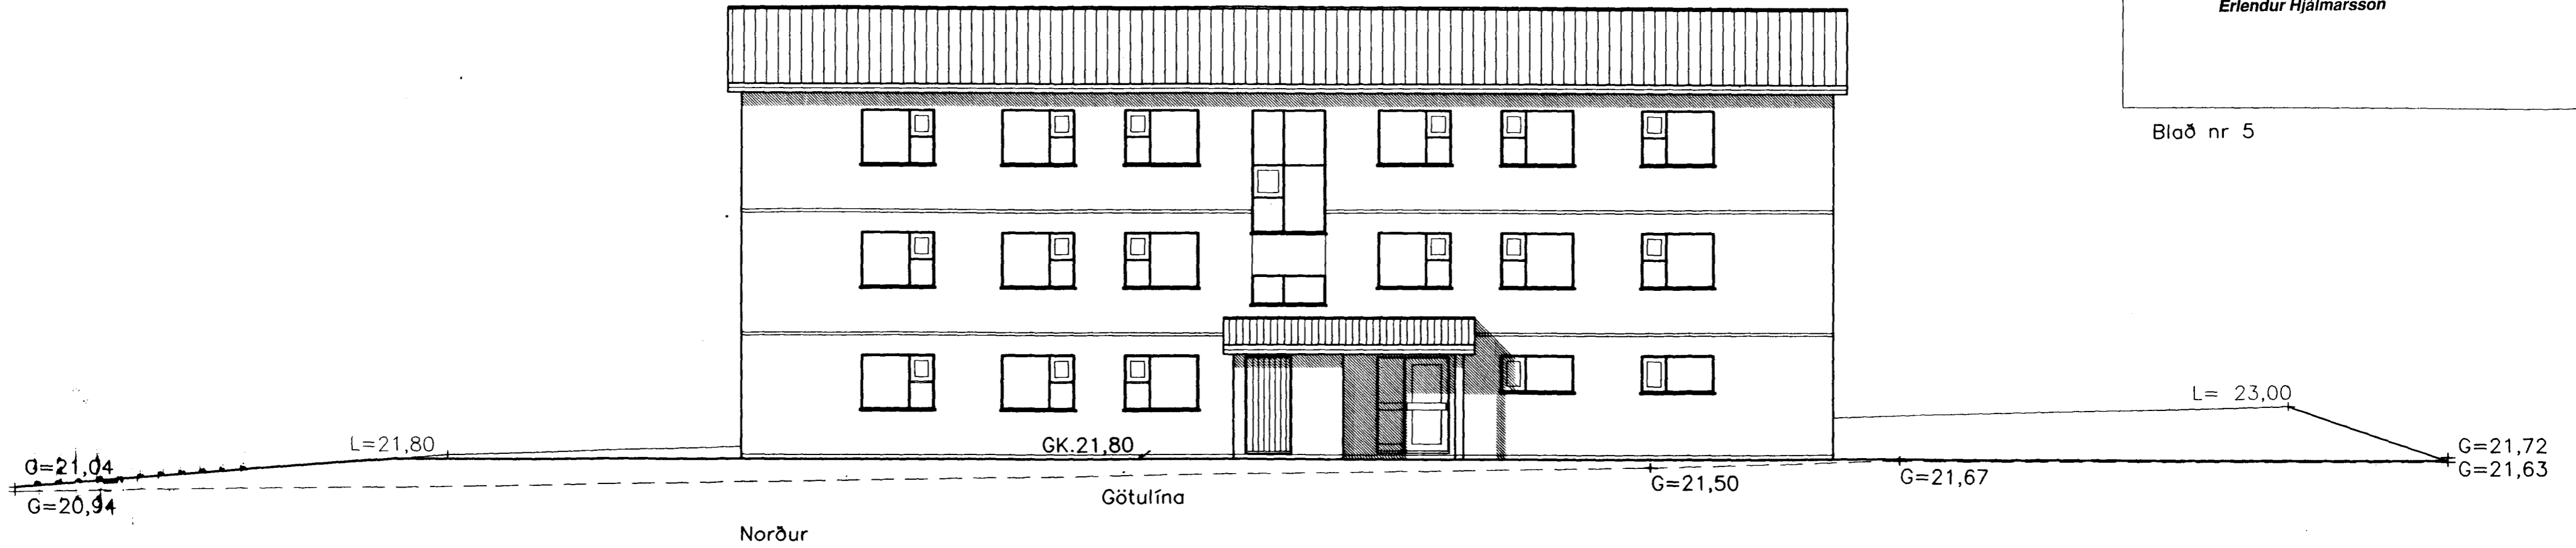 Erlendur Hjálmarsson
Blað nr 5
L= 23,00
L=21,80
GK.21,80
G=21,72
G=21,63
G=21,04
G=20,94
Götulína
G=21,50
G=21,67
Norður